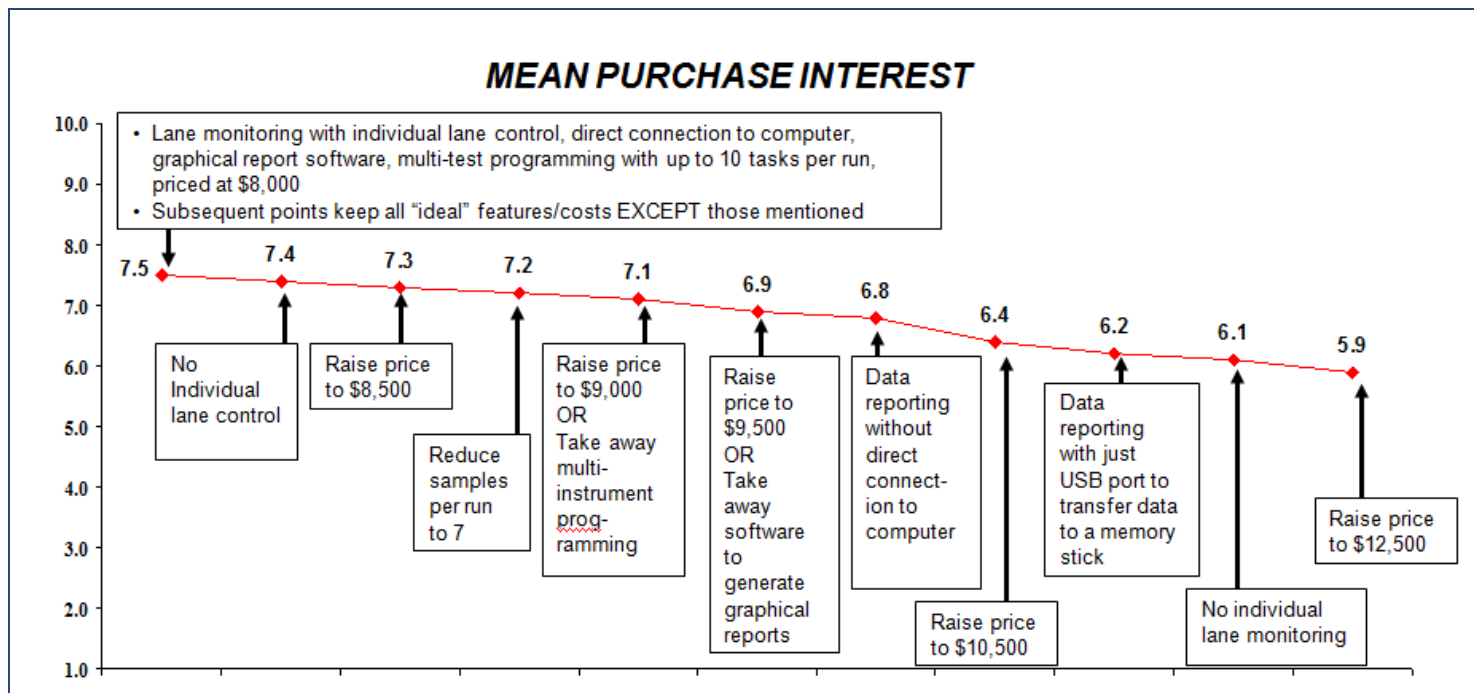 MEAN PURCHASE INTEREST
• Lane monitoring with individual lane control, direct connection to computer,
graphical report software, multi-test programming with up to 10 tasks per run,
priced at $8,000
• Subsequent points keep all “ideal” features/costs EXCEPT those mentioned
10.0
9.0
8.0
7.0
6.0
5.0
4.0
3.0
2.0
1.0
7.5
7.4
7.3
7.2
7.1
6.9
6.8
6.4
6.2
6.1
5.9
No
Individual
lane control
Raise price
to $8,500
Reduce
samples
per run
to 7
Raise price
to $9,000
OR
Take away
multi-
instrument
prog-
ramming
Raise
price to
$9,500
OR
Take
away
software
to
generate
graphical
reports
Data
reporting
without
direct
connect-
ion to
computer
Raise price
to $10,500
Data
reporting
with just
USB port to
transfer data
to a memory
stick
No individual
lane monitoring
Raise price
to $12,500